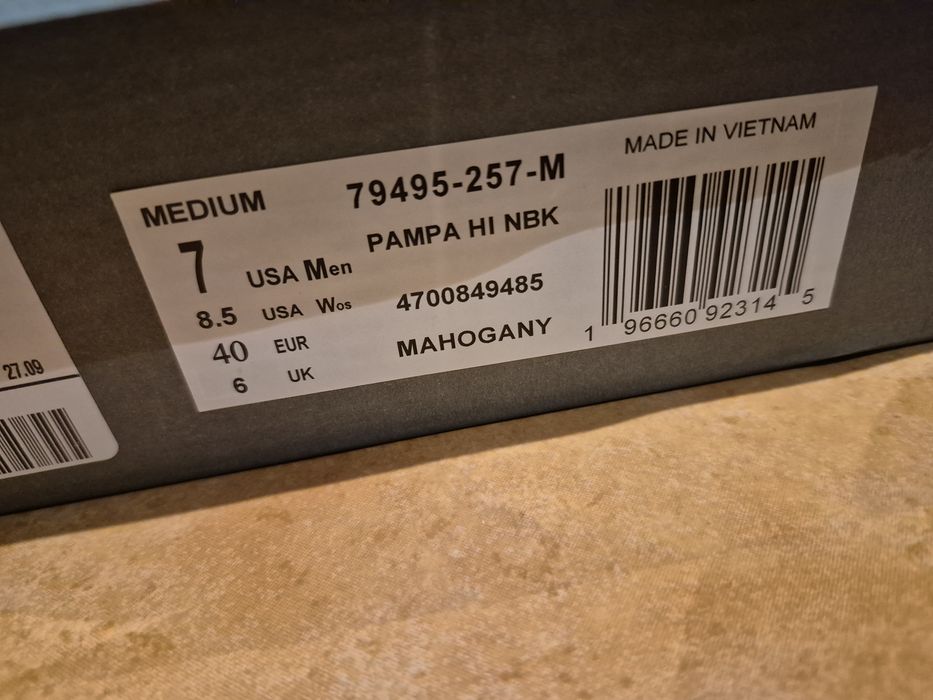 MADE IN VIETNAM
MEDIUM 79495-257-M
7 USA Men PAMPA HI NBK
8.5 USA Wos 4700849485
40 EUR MAHOGANY
6 UK
1 96660 92314 5
27.09